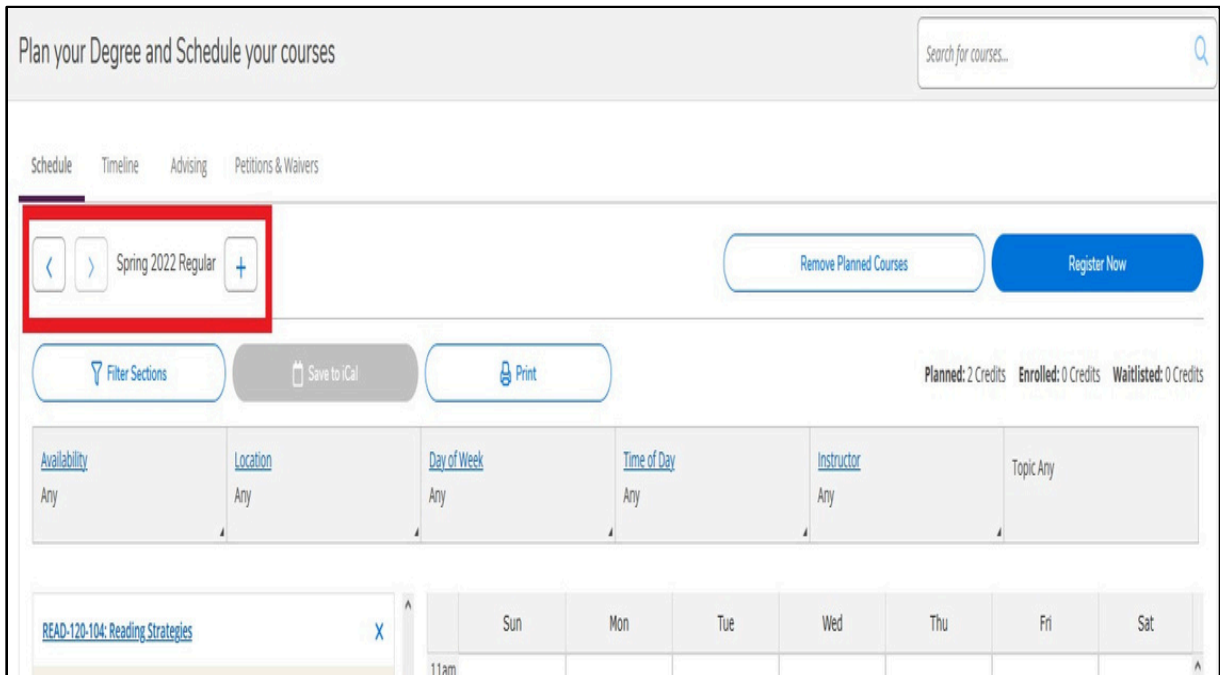 Plan your Degree and Schedule your courses
Search for courses...
Schedule Timeline Advising Petitions & Waivers
Spring 2022 Regular
Remove Planned Courses Register Now
Filter Sections Save to iCal Print
Planned: 2 Credits Enrolled: 0 Credits Waitlisted: 0 Credits
Availability Location Day of Week Time of Day Instructor Topic Any
Any Any Any Any Any
READ-120-104: Reading Strategies X
Sun Mon Tue Wed Thu Fri Sat
11am